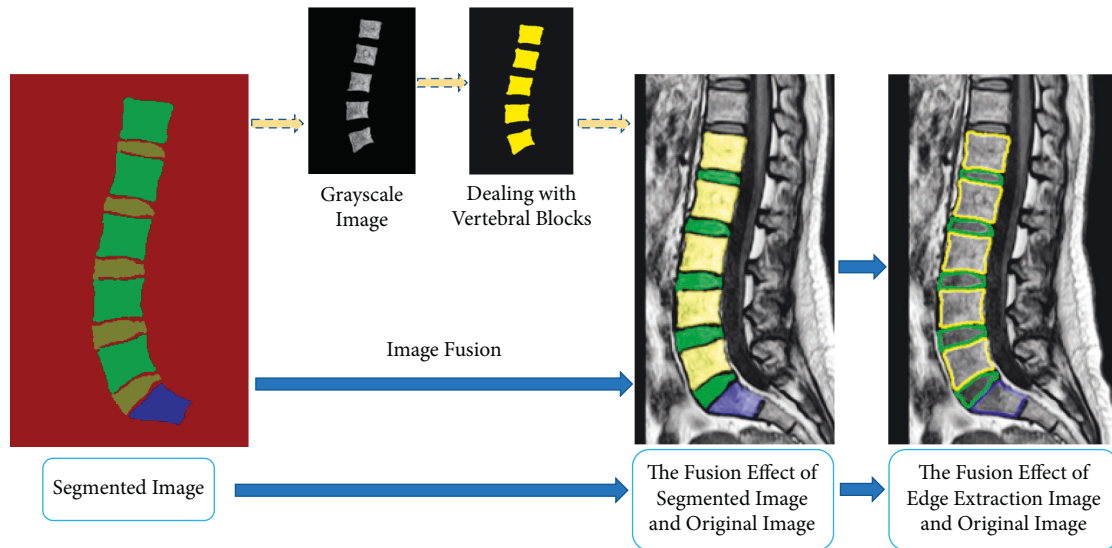 Grayscale
Image
Dealing with
Vertebral Blocks
Image Fusion
Segmented Image
The Fusion Effect of
Segmented Image
and Original Image
The Fusion Effect of
Edge Extraction Image
and Original Image